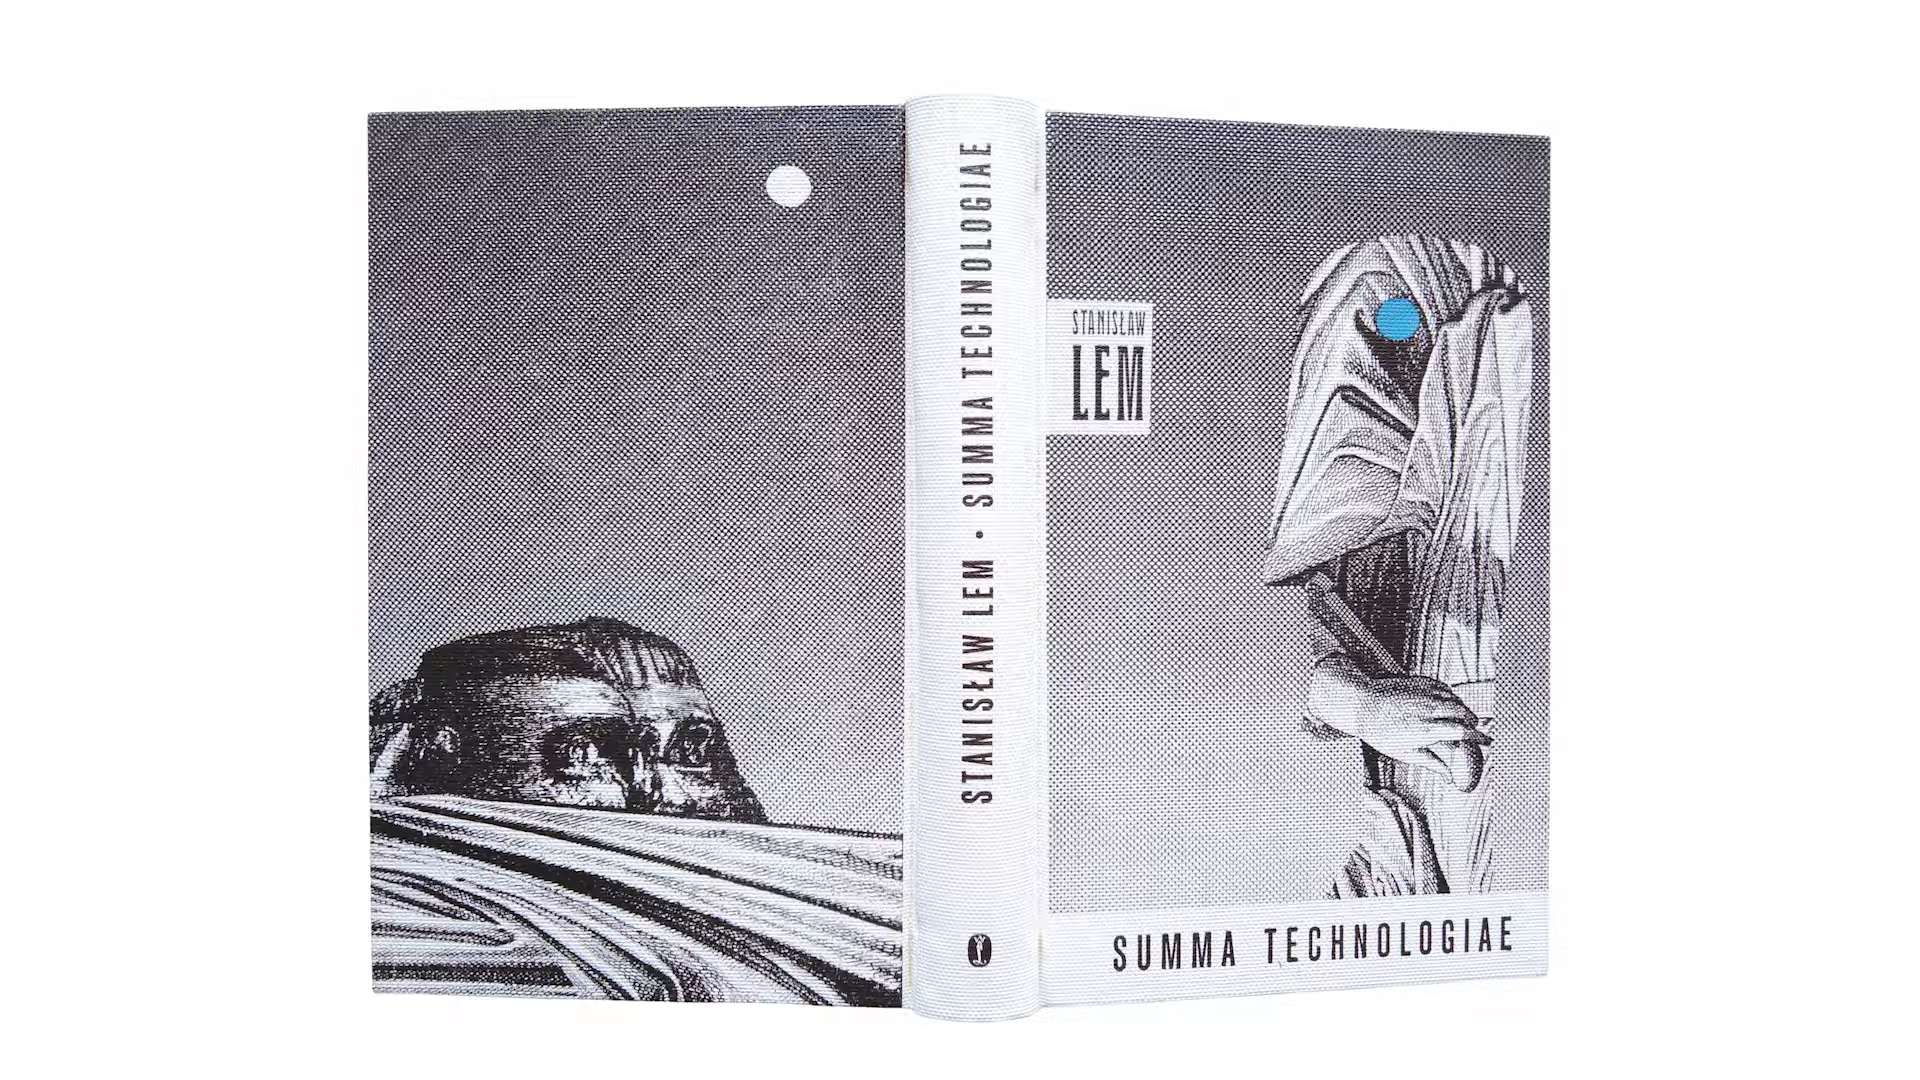 STANISŁAW LEM • SUMMA TECHNOLOGIAE
STANISŁAW
LEM
SUMMA TECHNOLOGIAE